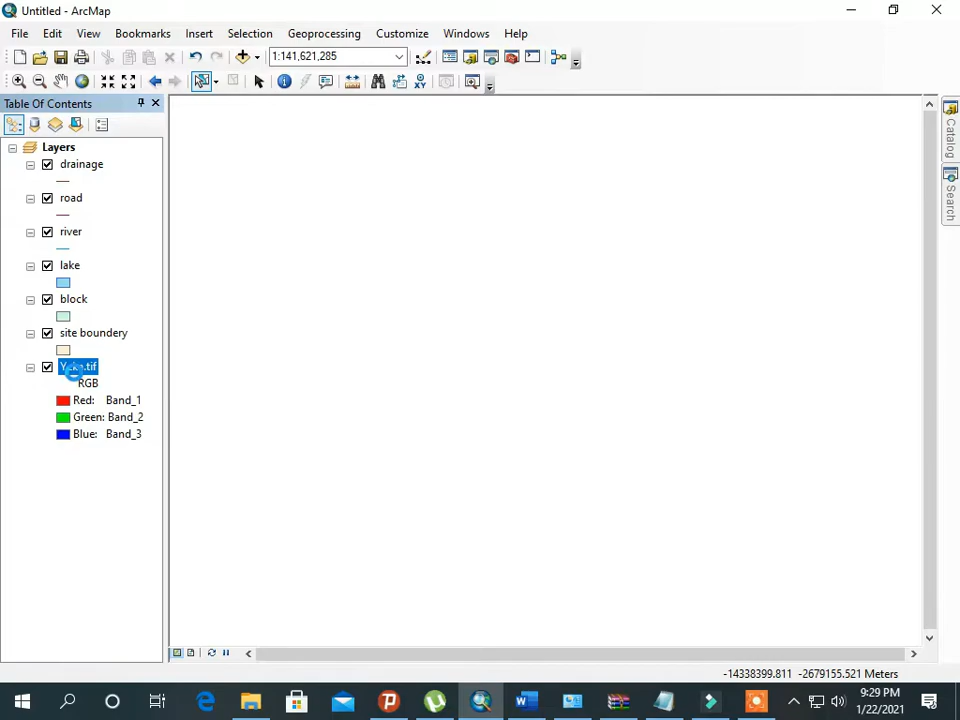 Untitled - ArcMap
File Edit View Bookmarks Insert Selection Geoprocessing Customize Windows Help
1:141,621,285
XY
Table Of Contents
Layers
drainage
road
river
lake
block
site boundery
RGB
Red: Band_1
Green: Band_2
Blue: Band_3
Catalog
Search
-14338399.811 -2679155.521 Meters
9:29 PM
1/22/2021